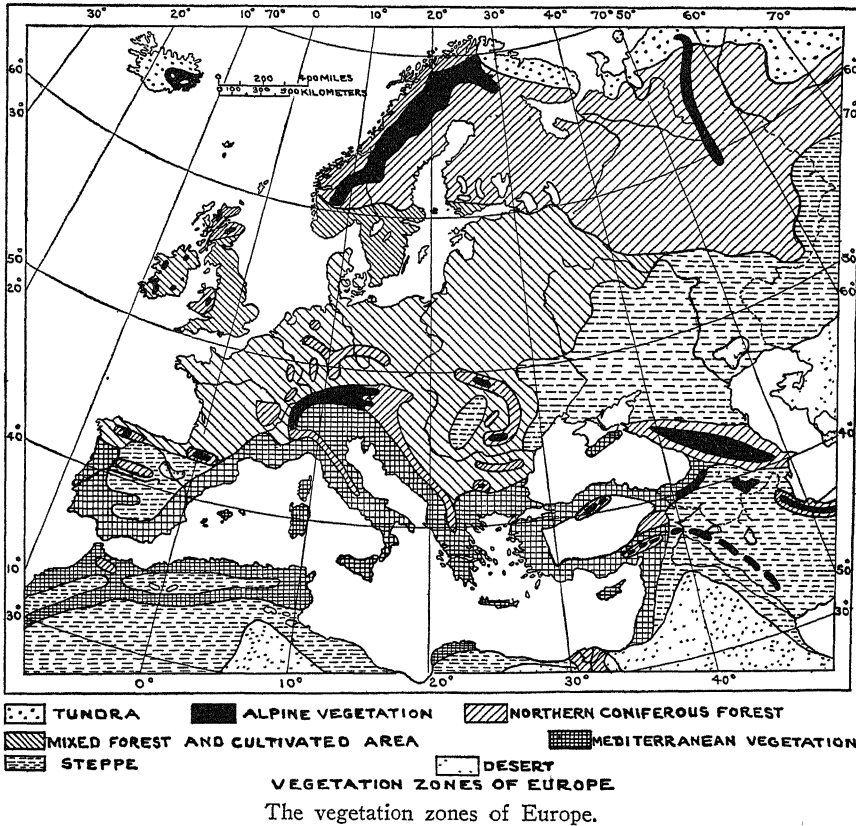 30° 20° 10° 70° 0 10° 20° 30° 40° 70° 50° 60° 70°
60° 60°
200 400 MILES
0 100 300 500 KILOMETERS
30° 70°
50° 80°
20° 60°
40° 40°
10° 50°
30° 30°
0° 10° 20° 30° 40°
TUNDRA ALPINE VEGETATION NORTHERN CONIFEROUS FOREST
MIXED FOREST AND CULTIVATED AREA MEDITERRANEAN VEGETATION
STEPPE DESERT
VEGETATION ZONES OF EUROPE
The vegetation zones of Europe.